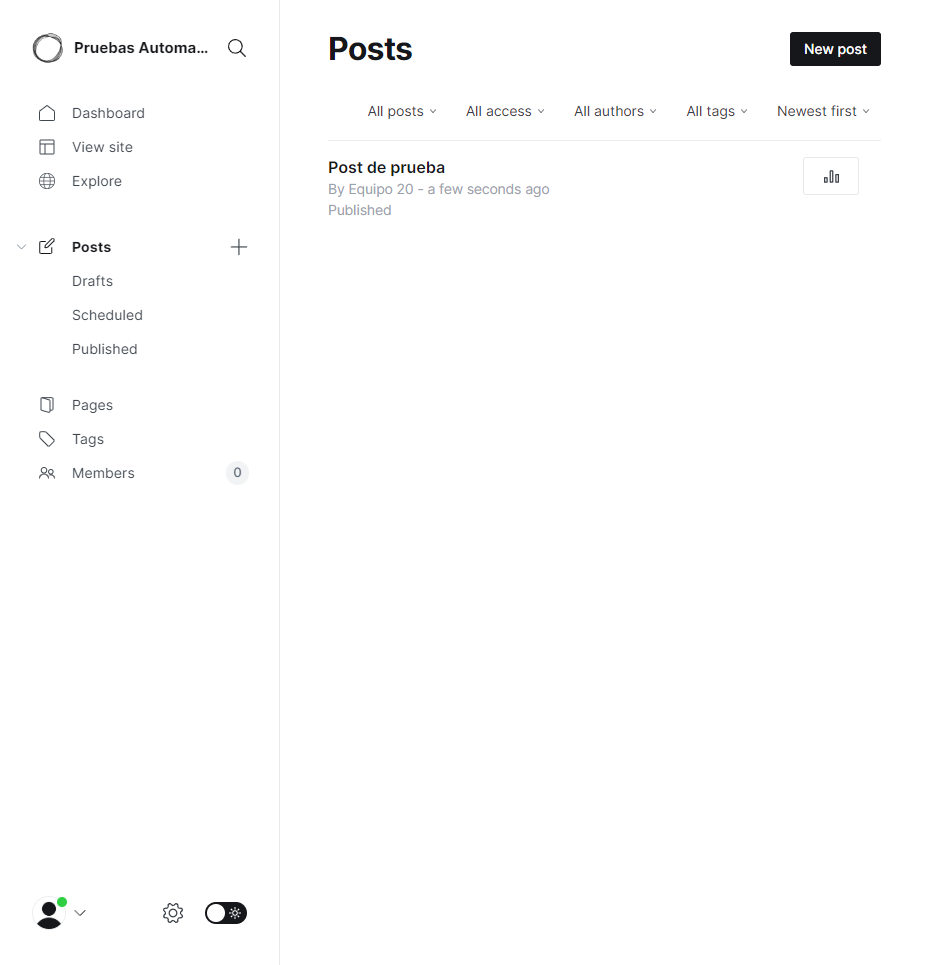 Pruebas Automa...
Dashboard
View site
Explore
Posts
Drafts
Scheduled
Published
Pages
Tags
Members
0
Posts
New post
All posts
All access
All authors
All tags
Newest first
Post de prueba
By Equipo 20 - a few seconds ago
Published